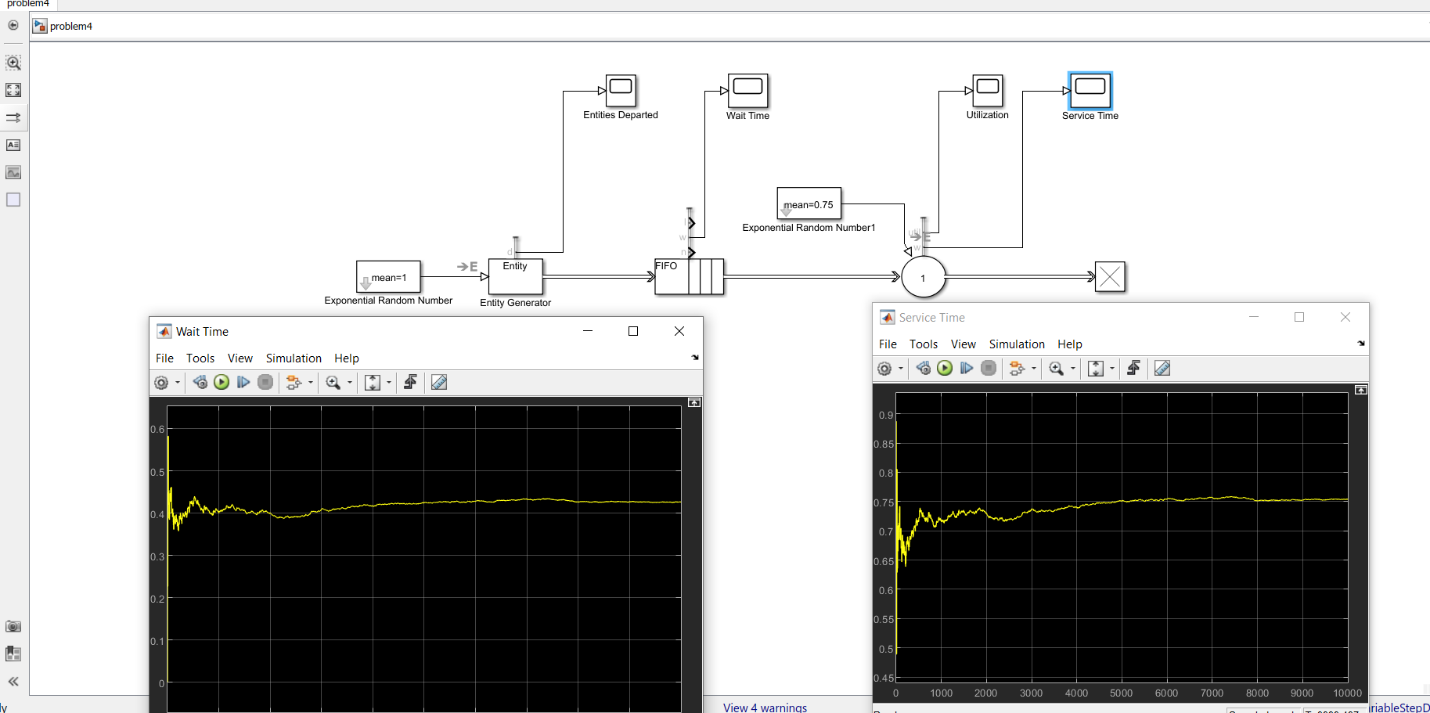 problem4
problem4
Entities Departed
Wait Time
Utilization
Service Time
mean=0.75
Exponential Random Number1
l
w
n
d
util
w
E
E
mean=1
Exponential Random Number
Entity
Entity Generator
FIFO
1
Wait Time
File Tools View Simulation Help
0.6
0.5
0.4
0.3
0.2
0.1
0
Service Time
File Tools View Simulation Help
0.9
0.85
0.8
0.75
0.7
0.65
0.6
0.55
0.5
0.45
0 1000 2000 3000 4000 5000 6000 7000 8000 9000 10000
View 4 warnings